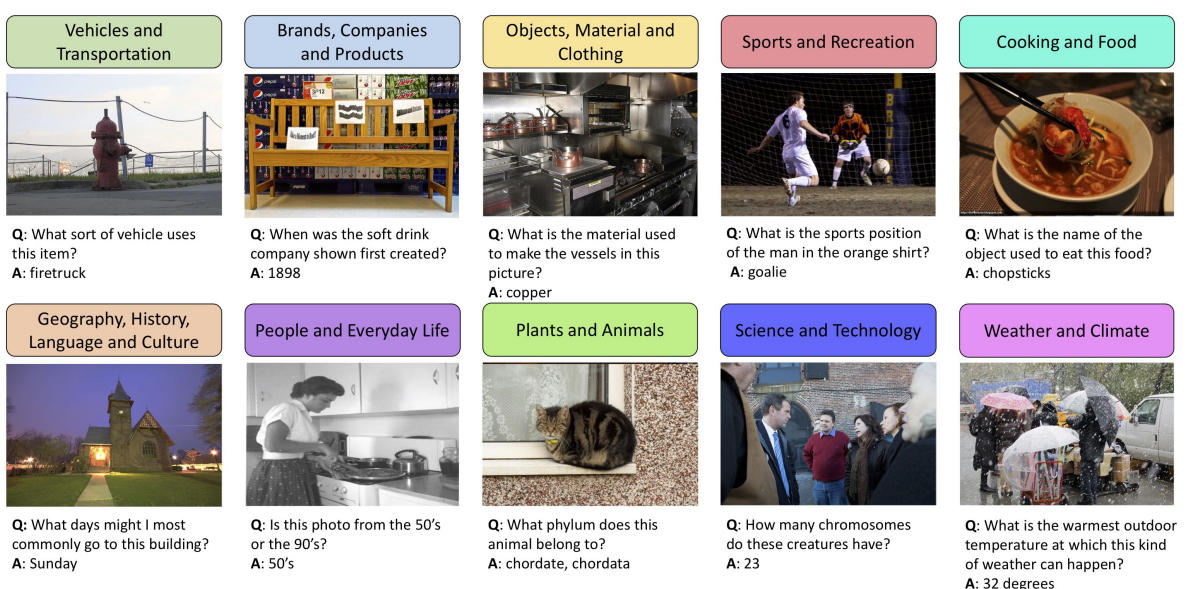 Vehicles and
Transportation
Brands, Companies
and Products
Objects, Material and
Clothing
Sports and Recreation
Cooking and Food
pepsi
Q: What sort of vehicle uses
this item?
A: firetruck
Q: When was the soft drink
company shown first created?
A: 1898
Q: What is the material used
to make the vessels in this
picture?
A: copper
Q: What is the sports position
of the man in the orange shirt?
A: goalie
Q: What is the name of the
object used to eat this food?
A: chopsticks
Geography, History,
Language and Culture
People and Everyday Life
Plants and Animals
Science and Technology
Weather and Climate
Q: What days might I most
commonly go to this building?
A: Sunday
Q: Is this photo from the 50's
or the 90's?
A: 50's
Q: What phylum does this
animal belong to?
A: chordate, chordata
Q: How many chromosomes
do these creatures have?
A: 23
Q: What is the warmest outdoor
temperature at which this kind
of weather can happen?
A: 32 degrees